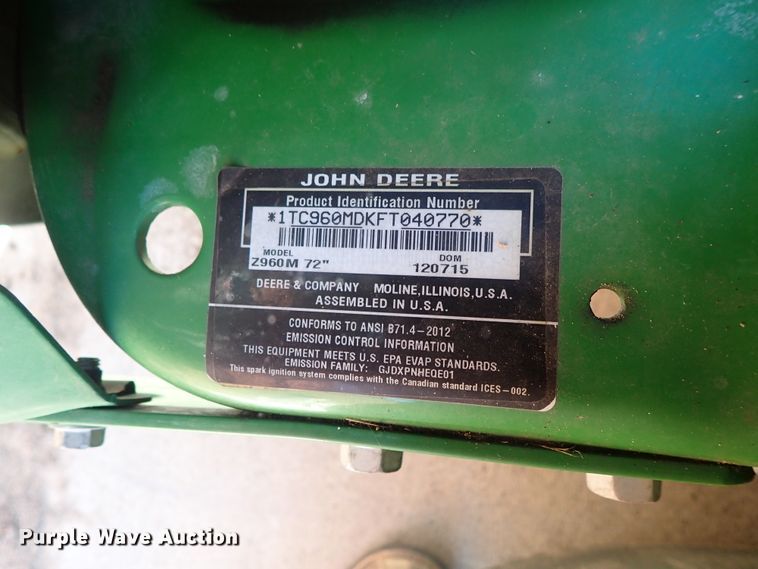 JOHN DEERE
Product Identification Number
*1TC960MDKFT040770*
MODEL DOM
Z960M 72" 120715
DEERE & COMPANY MOLINE, ILLINOIS, U.S.A.
ASSEMBLED IN U.S.A.
CONFORMS TO ANSI B71.4-2012
EMISSION CONTROL INFORMATION
THIS EQUIPMENT MEETS U.S. EPA EVAP STANDARDS.
EMISSION FAMILY: GJDXPNHEQE01
This spark ignition system complies with the Canadian standard ICES-002.
Purple Wave Auction